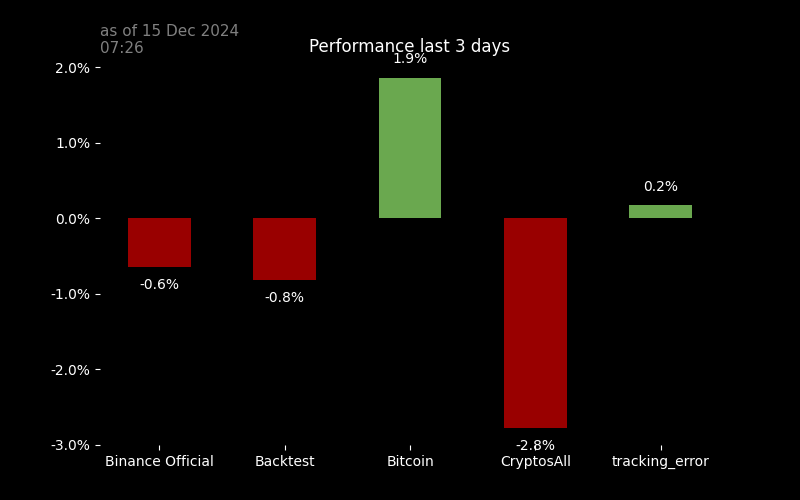 as of 15 Dec 2024
07:26
Performance last 3 days
2.0%
1.0%
0.0%
-1.0%
-2.0%
-3.0%
-0.6%
-0.8%
1.9%
-2.8%
0.2%
Binance Official
Backtest
Bitcoin
CryptosAll
tracking_error